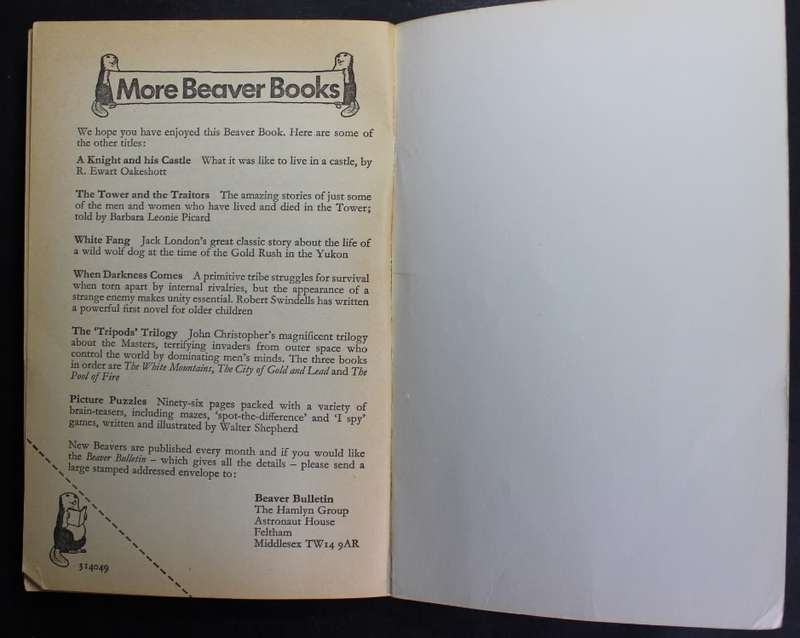 More Beaver Books
We hope you have enjoyed this Beaver Book. Here are some of
the other titles:
A Knight and his Castle What it was like to live in a castle, by
R. Ewart Oakeshott
The Tower and the Traitors The amazing stories of just some
of the men and women who have lived and died in the Tower;
told by Barbara Leonie Picard
White Fang Jack London's great classic story about the life of
a wild wolf dog at the time of the Gold Rush in the Yukon
When Darkness Comes A primitive tribe struggles for survival
when torn apart by internal rivalries, but the appearance of a
strange enemy makes unity essential. Robert Swindells has written
a powerful first novel for older children
The 'Tripods' Trilogy John Christopher's magnificent trilogy
about the Masters, terrifying invaders from outer space who
control the world by dominating men's minds. The three books
in order are The White Mountains, The City of Gold and Lead and The
Pool of Fire
Picture Puzzles Ninety-six pages packed with a variety of
brain-teasers, including mazes, 'spot-the-difference' and 'I spy'
games, written and illustrated by Walter Shepherd
New Beavers are published every month and if you would like
the Beaver Bulletin – which gives all the details – please send a
large stamped addressed envelope to:
Beaver Bulletin
The Hamlyn Group
Astronaut House
Feltham
Middlesex TW14 9AR
314049